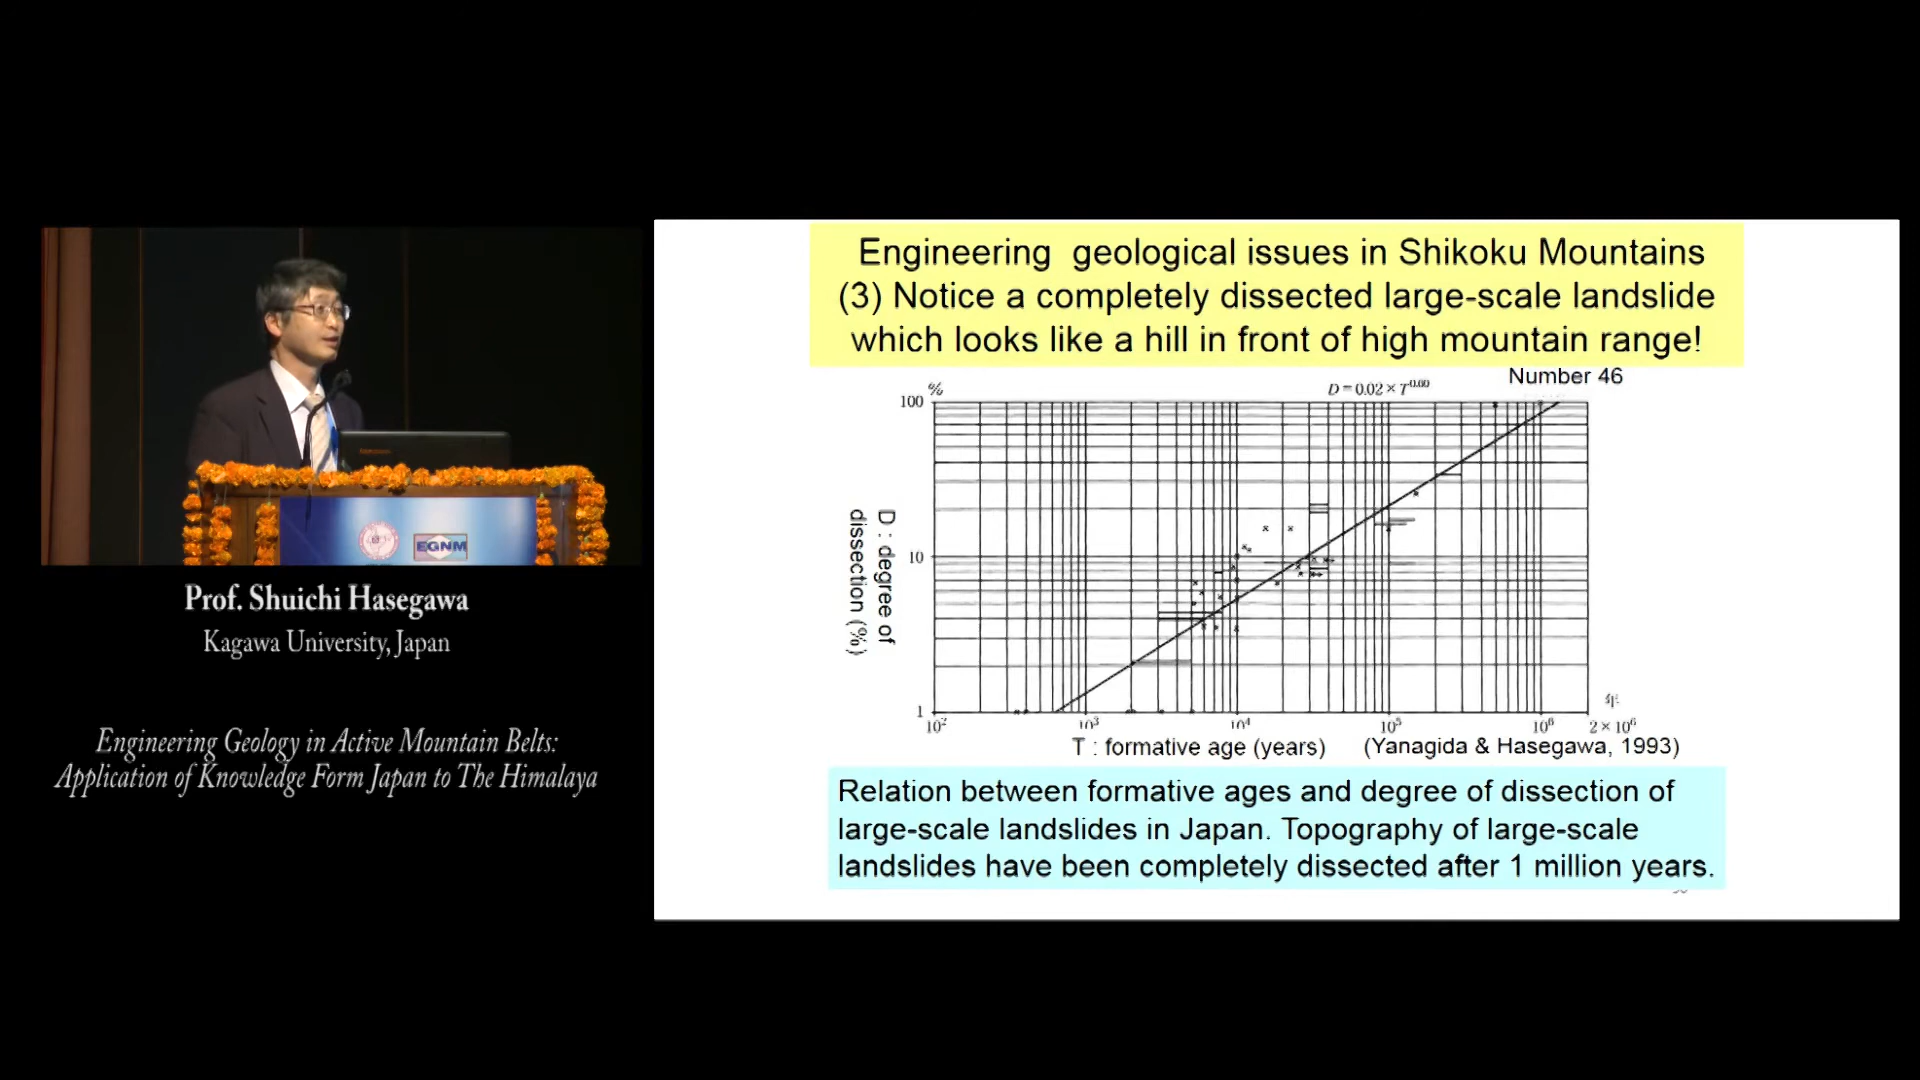 EGNM
Prof. Shuichi Hasegawa
Kagawa University, Japan
Engineering Geology in Active Mountain Belts:
Application of Knowledge Form Japan to The Himalaya
Engineering geological issues in Shikoku Mountains
(3) Notice a completely dissected large-scale landslide
which looks like a hill in front of high mountain range!
Number 46
%
D = 0.02 × T^0.60
100
10
1
D : degree of
dissection (%)
10² 10³ 10⁴ 10⁵ 10⁶ 2 × 10⁶
年
T : formative age (years) (Yanagida & Hasegawa, 1993)
Relation between formative ages and degree of dissection of
large-scale landslides in Japan. Topography of large-scale
landslides have been completely dissected after 1 million years.